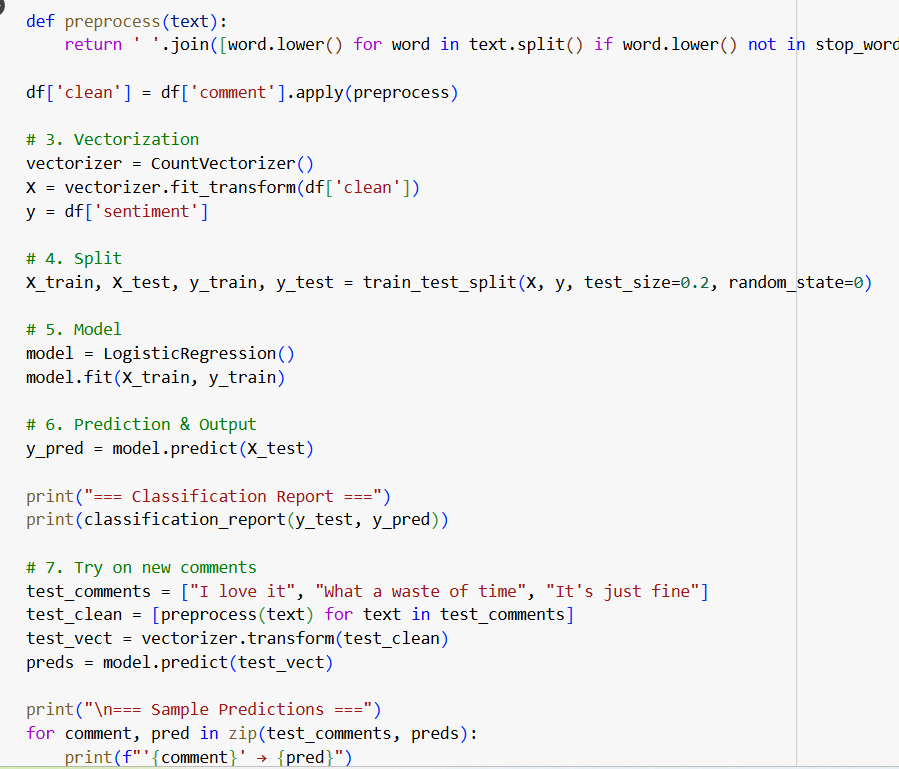 def preprocess(text):
    return ' '.join([word.lower() for word in text.split() if word.lower() not in stop_word

df['clean'] = df['comment'].apply(preprocess)

# 3. Vectorization
vectorizer = CountVectorizer()
X = vectorizer.fit_transform(df['clean'])
y = df['sentiment']

# 4. Split
X_train, X_test, y_train, y_test = train_test_split(X, y, test_size=0.2, random_state=0)

# 5. Model
model = LogisticRegression()
model.fit(X_train, y_train)

# 6. Prediction & Output
y_pred = model.predict(X_test)

print("=== Classification Report ===")
print(classification_report(y_test, y_pred))

# 7. Try on new comments
test_comments = ["I love it", "What a waste of time", "It's just fine"]
test_clean = [preprocess(text) for text in test_comments]
test_vect = vectorizer.transform(test_clean)
preds = model.predict(test_vect)

print("\n=== Sample Predictions ===")
for comment, pred in zip(test_comments, preds):
    print(f"'{comment}' → {pred}")